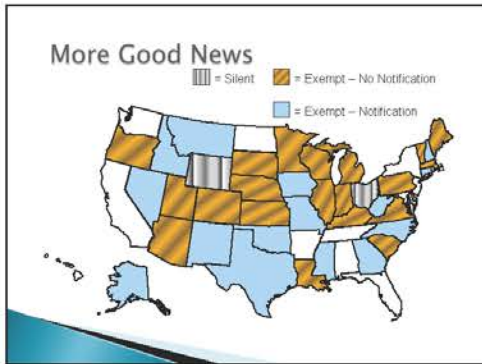 More Good News
= Silent
= Exempt – No Notification
= Exempt – Notification